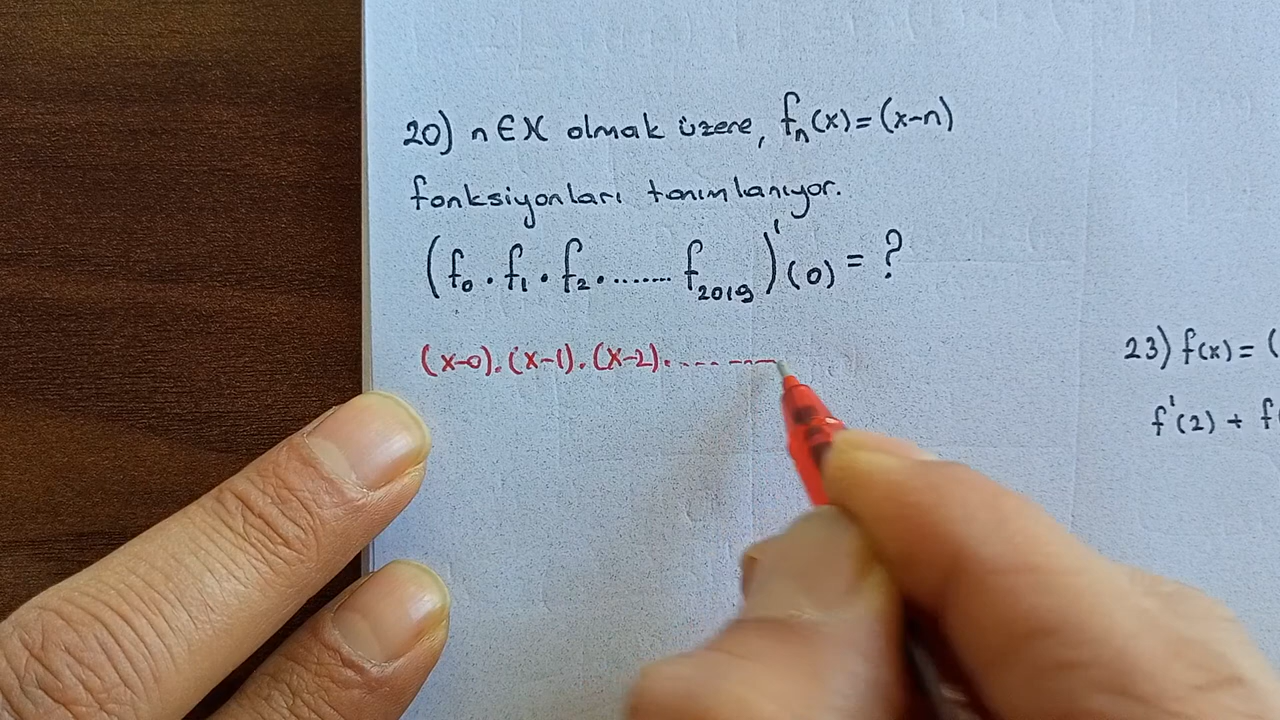 20) n∈N olmak üzere, fₙ(x)=(x-n)
fonksiyonları tanımlanıyor.
(f₀.f₁.f₂........f₂₀₁₉)'(0)=?
(x-0).(x-1).(x-2).........
23) f(x)=(
f'(2)+f